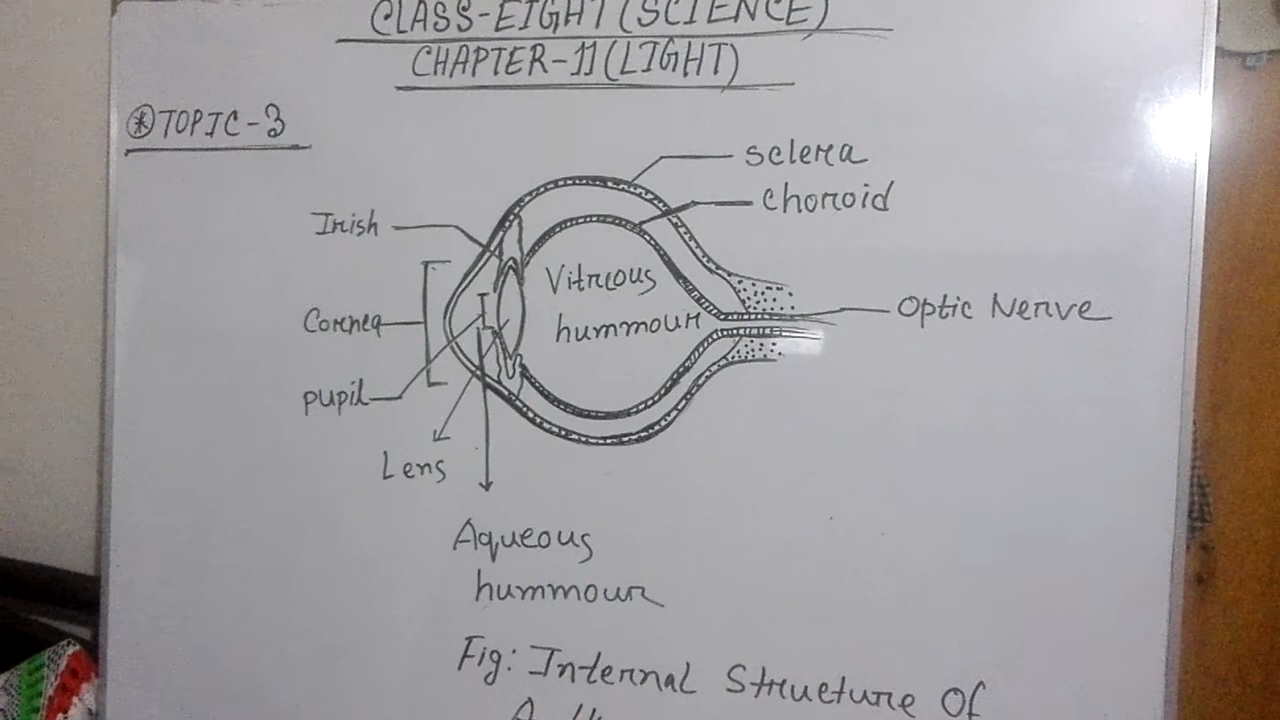 CLASS-EIGHT (SCIENCE)
CHAPTER-11 (LIGHT)
* TOPIC-3
Sclera
Choroid
Irish
Vitreous
hummour
Cornea
Optic Nerve
pupil
Lens
Aqueous
hummour
Fig: Internal Structure Of